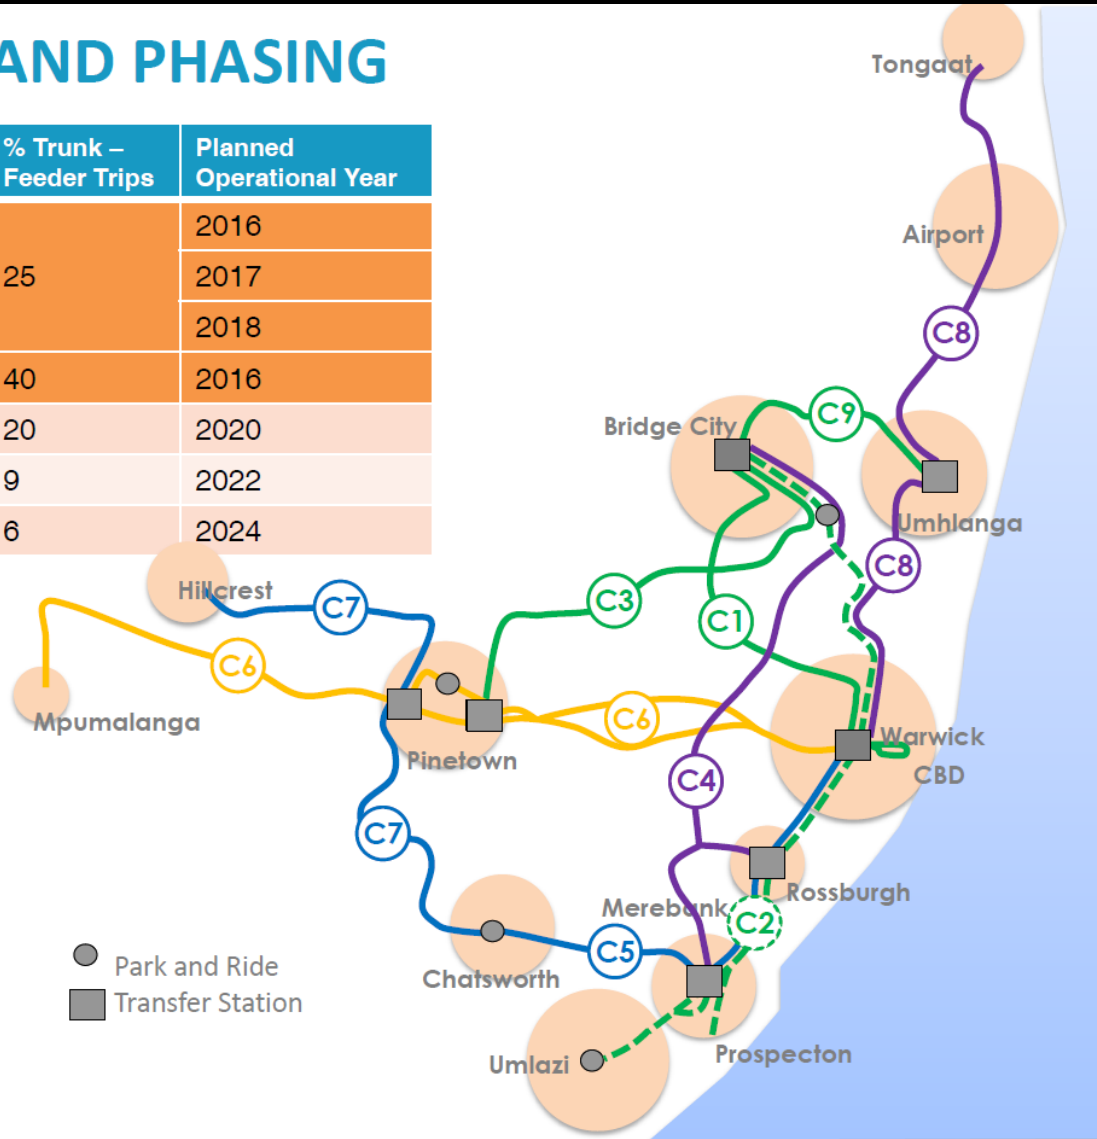 AND PHASING
% Trunk –
Feeder Trips
Planned
Operational Year
25
2016
2017
2018
40
2016
20
2020
9
2022
6
2024
Tongaat
Airport
C8
Bridge City
C9
Umhlanga
C8
Hillcrest
C7
C3
C1
C6
Mpumalanga
C6
Pinetown
Warwick
CBD
C4
C7
Rossburgh
Merebank
C2
Chatsworth
C5
Park and Ride
Transfer Station
Umlazi
Prospecton